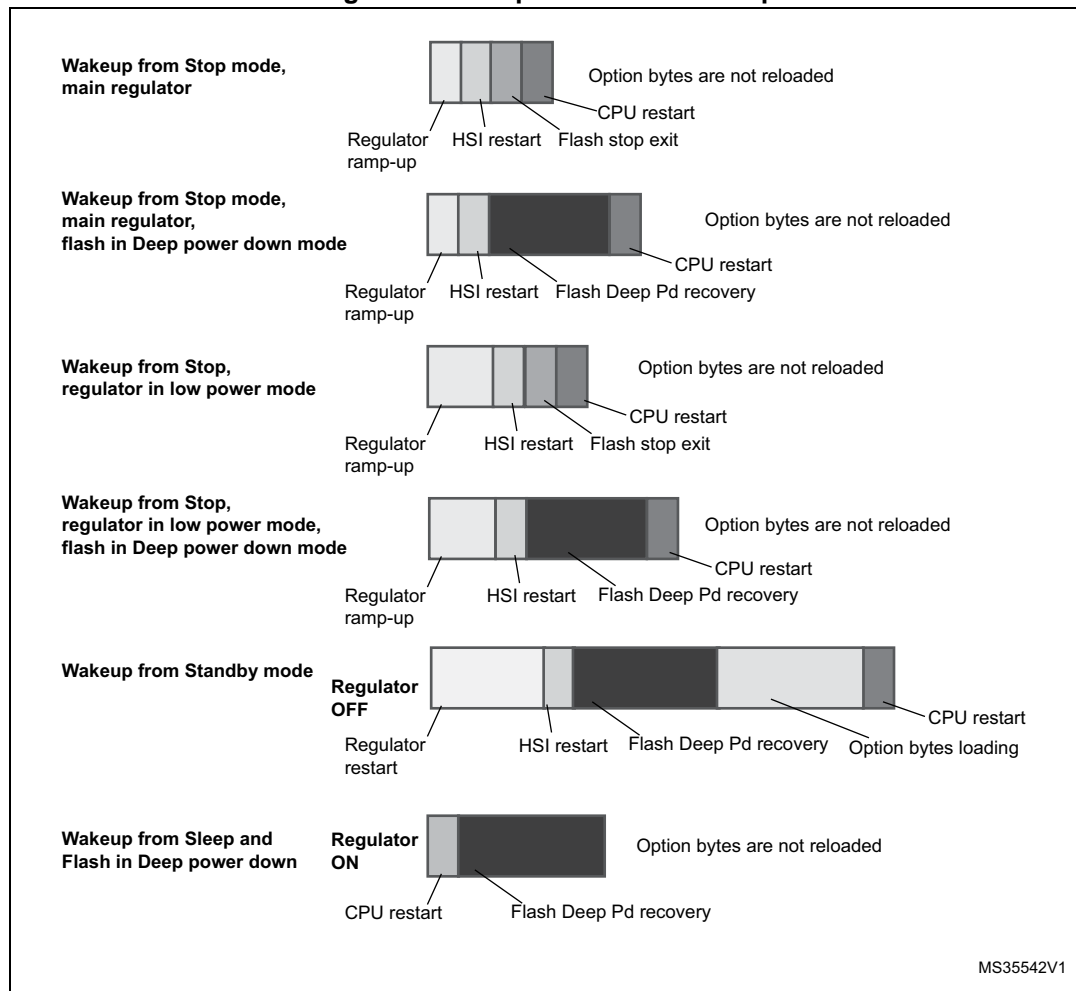 Wakeup from Stop mode,
main regulator
Option bytes are not reloaded
CPU restart
Regulator
ramp-up
HSI restart
Flash stop exit
Wakeup from Stop mode,
main regulator,
flash in Deep power down mode
Option bytes are not reloaded
CPU restart
Regulator
ramp-up
HSI restart
Flash Deep Pd recovery
Wakeup from Stop,
regulator in low power mode
Option bytes are not reloaded
CPU restart
Regulator
ramp-up
HSI restart
Flash stop exit
Wakeup from Stop,
regulator in low power mode,
flash in Deep power down mode
Option bytes are not reloaded
CPU restart
Regulator
ramp-up
HSI restart
Flash Deep Pd recovery
Wakeup from Standby mode
Regulator
OFF
CPU restart
Regulator
restart
HSI restart
Flash Deep Pd recovery
Option bytes loading
Wakeup from Sleep and
Flash in Deep power down
Regulator
ON
Option bytes are not reloaded
CPU restart
Flash Deep Pd recovery
MS35542V1